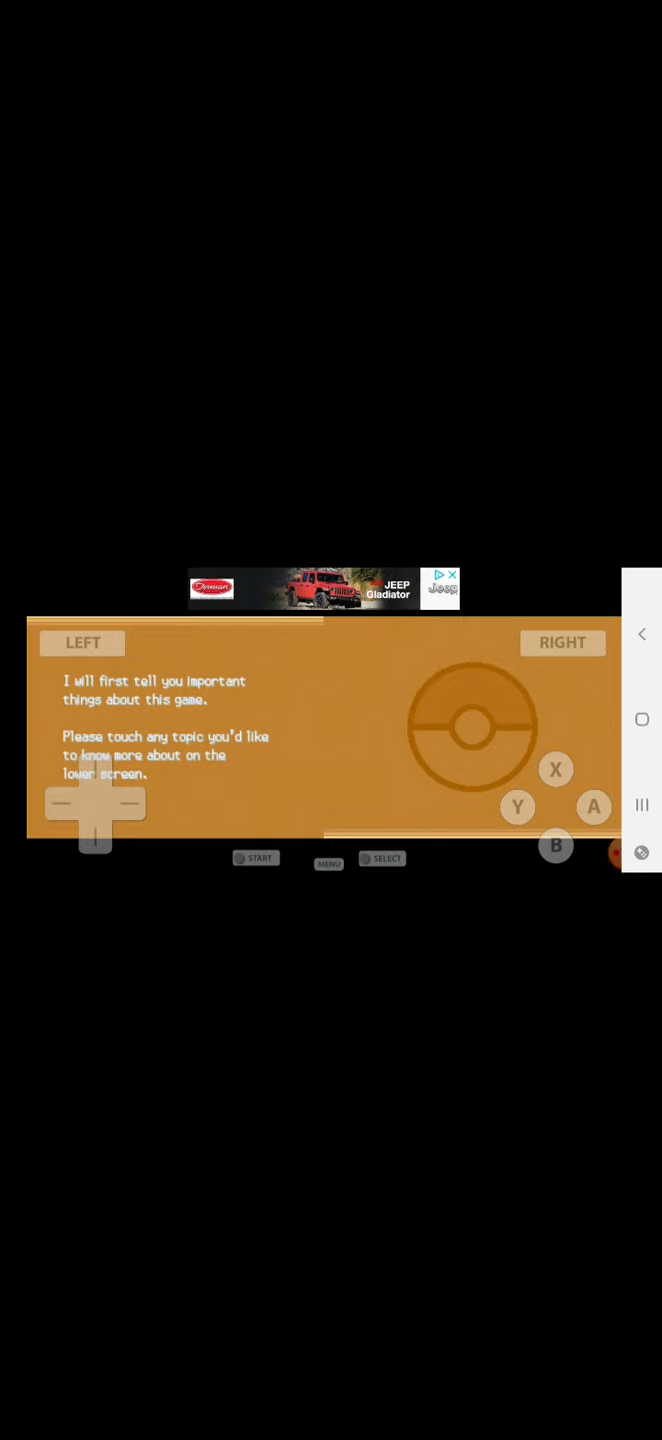 Ferman
JEEP
Gladiator
Jeep
LEFT
RIGHT
I will first tell you important
things about this game.
Please touch any topic you'd like
to know more about on the
lower screen.
X
Y
A
B
START
MENU
SELECT